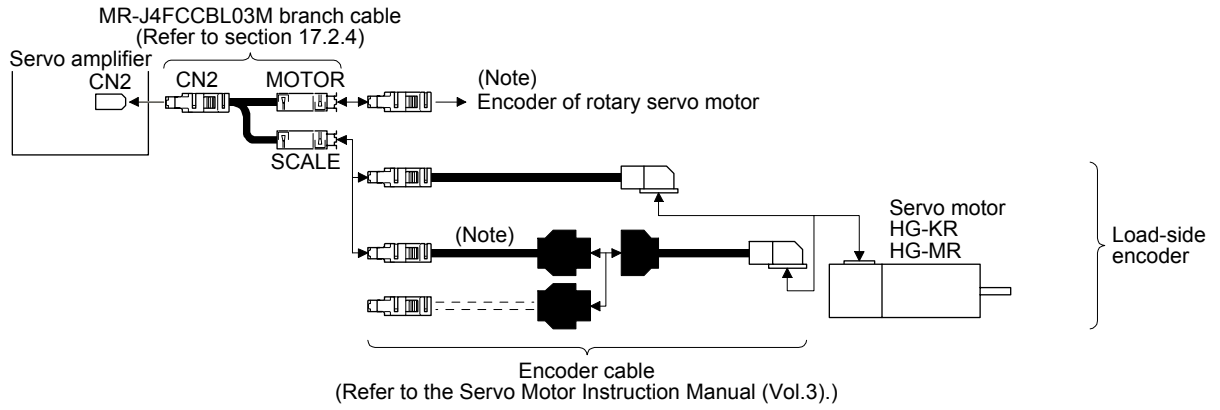 MR-J4FCCBL03M branch cable
(Refer to section 17.2.4)
Servo amplifier
CN2
CN2
MOTOR
(Note)
Encoder of rotary servo motor
SCALE
(Note)
Servo motor
HG-KR
HG-MR
Load-side
encoder
Encoder cable
(Refer to the Servo Motor Instruction Manual (Vol.3).)